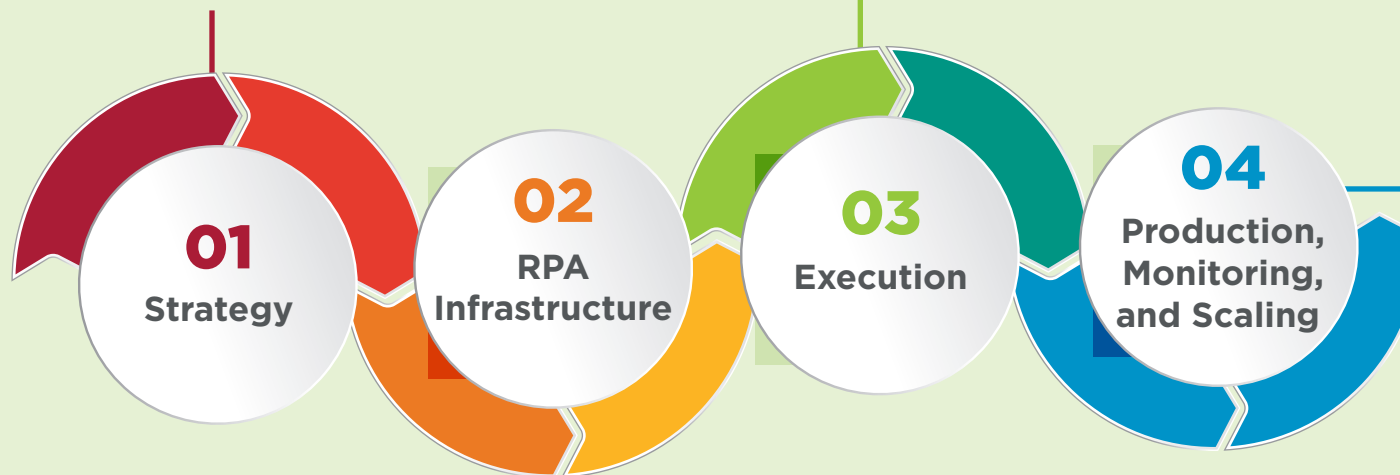 01
Strategy
02
RPA
Infrastructure
03
Execution
04
Production,
Monitoring,
and Scaling